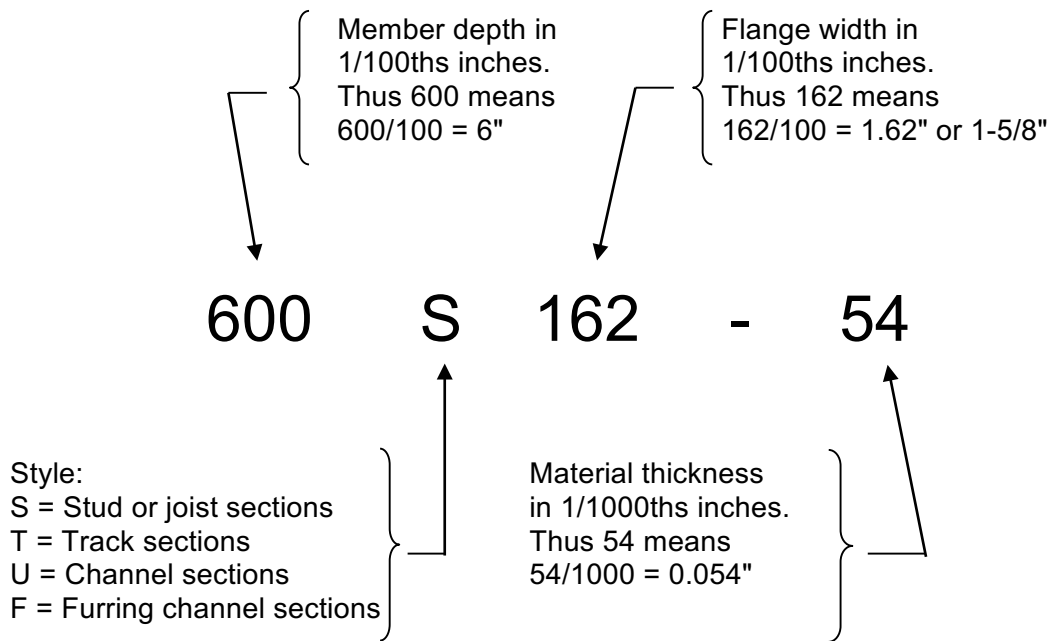 Member depth in
1/100ths inches.
Thus 600 means
600/100 = 6"
Flange width in
1/100ths inches.
Thus 162 means
162/100 = 1.62" or 1-5/8"
600 S 162 - 54
Style:
S = Stud or joist sections
T = Track sections
U = Channel sections
F = Furring channel sections
Material thickness
in 1/1000ths inches.
Thus 54 means
54/1000 = 0.054"